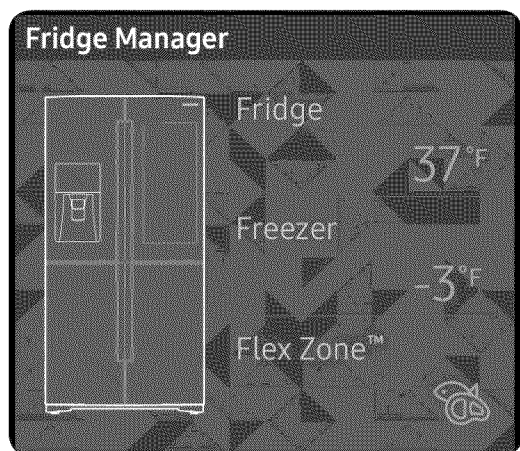 Fridge Manager
Fridge
37°F
Freezer
-3°F
Flex Zone™